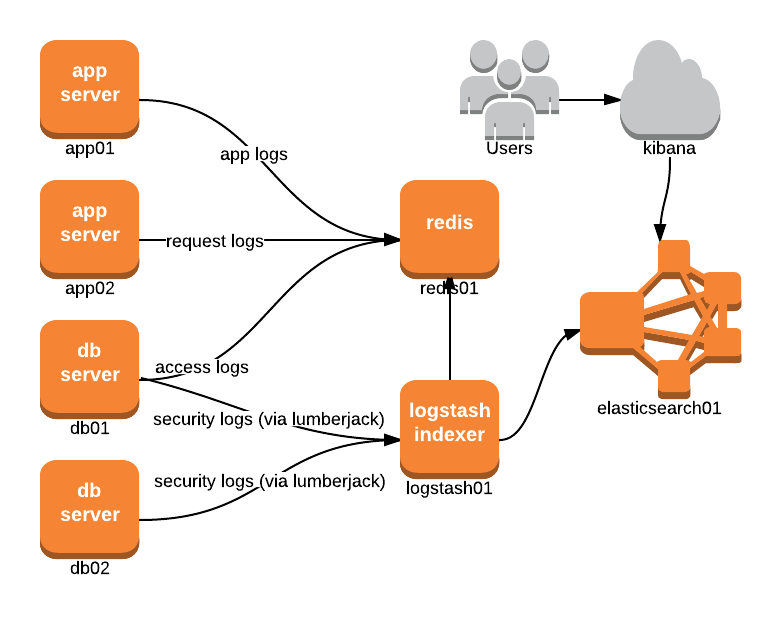 app
server
app01
app logs
Users
kibana
app
server
app02
request logs
redis
redis01
db
server
db01
access logs
security logs (via lumberjack)
logstash
indexer
logstash01
elasticsearch01
security logs (via lumberjack)
db
server
db02